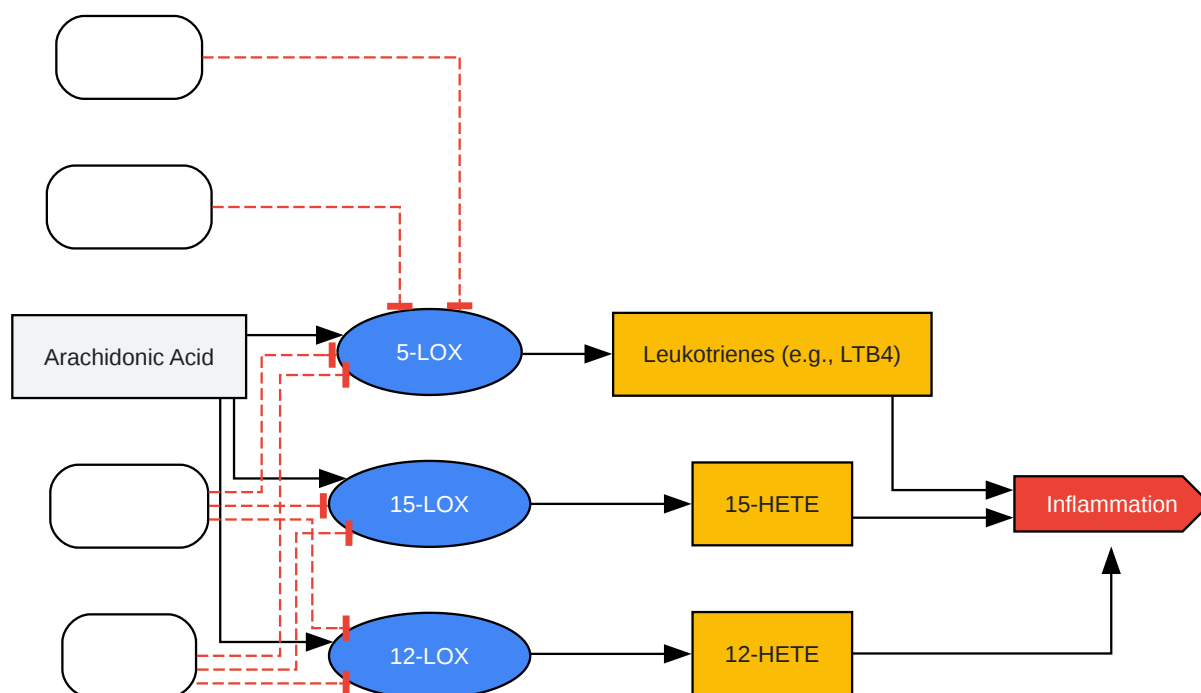 5-LOX
Leukotrienes (e.g., LTB4)
Arachidonic Acid
15-LOX
15-HETE
Inflammation
12-LOX
12-HETE